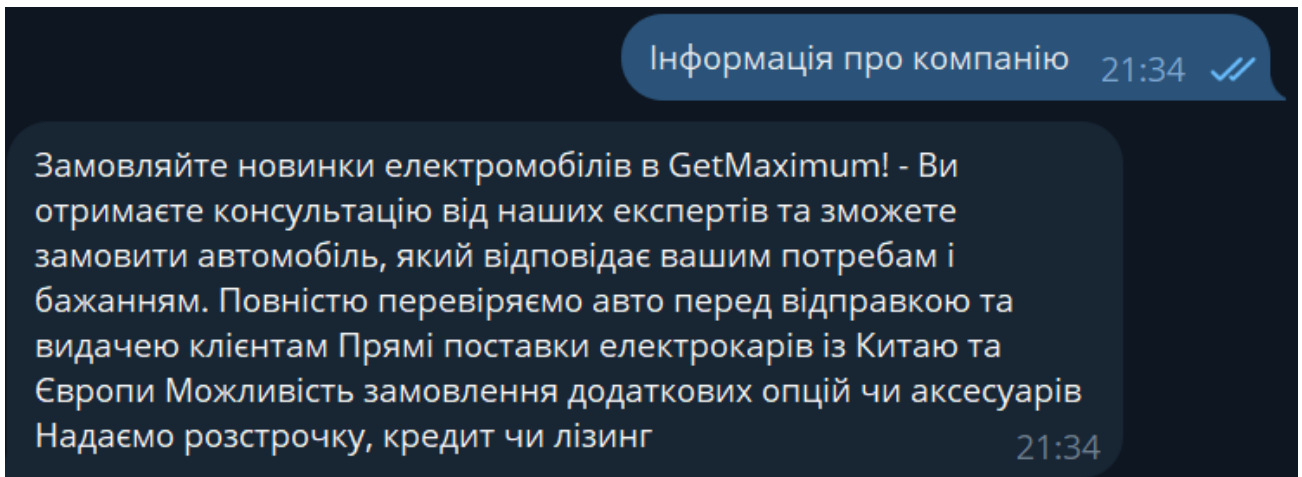 Інформація про компанію 21:34
Замовляйте новинки електромобілів в GetMaximum! - Ви
отримаєте консультацію від наших експертів та зможете
замовити автомобіль, який відповідає вашим потребам і
бажанням. Повністю перевіряємо авто перед відправкою та
видачею клієнтам Прямі поставки електрокарів із Китаю та
Європи Можливість замовлення додаткових опцій чи аксесуарів
Надаємо розстрочку, кредит чи лізинг 21:34